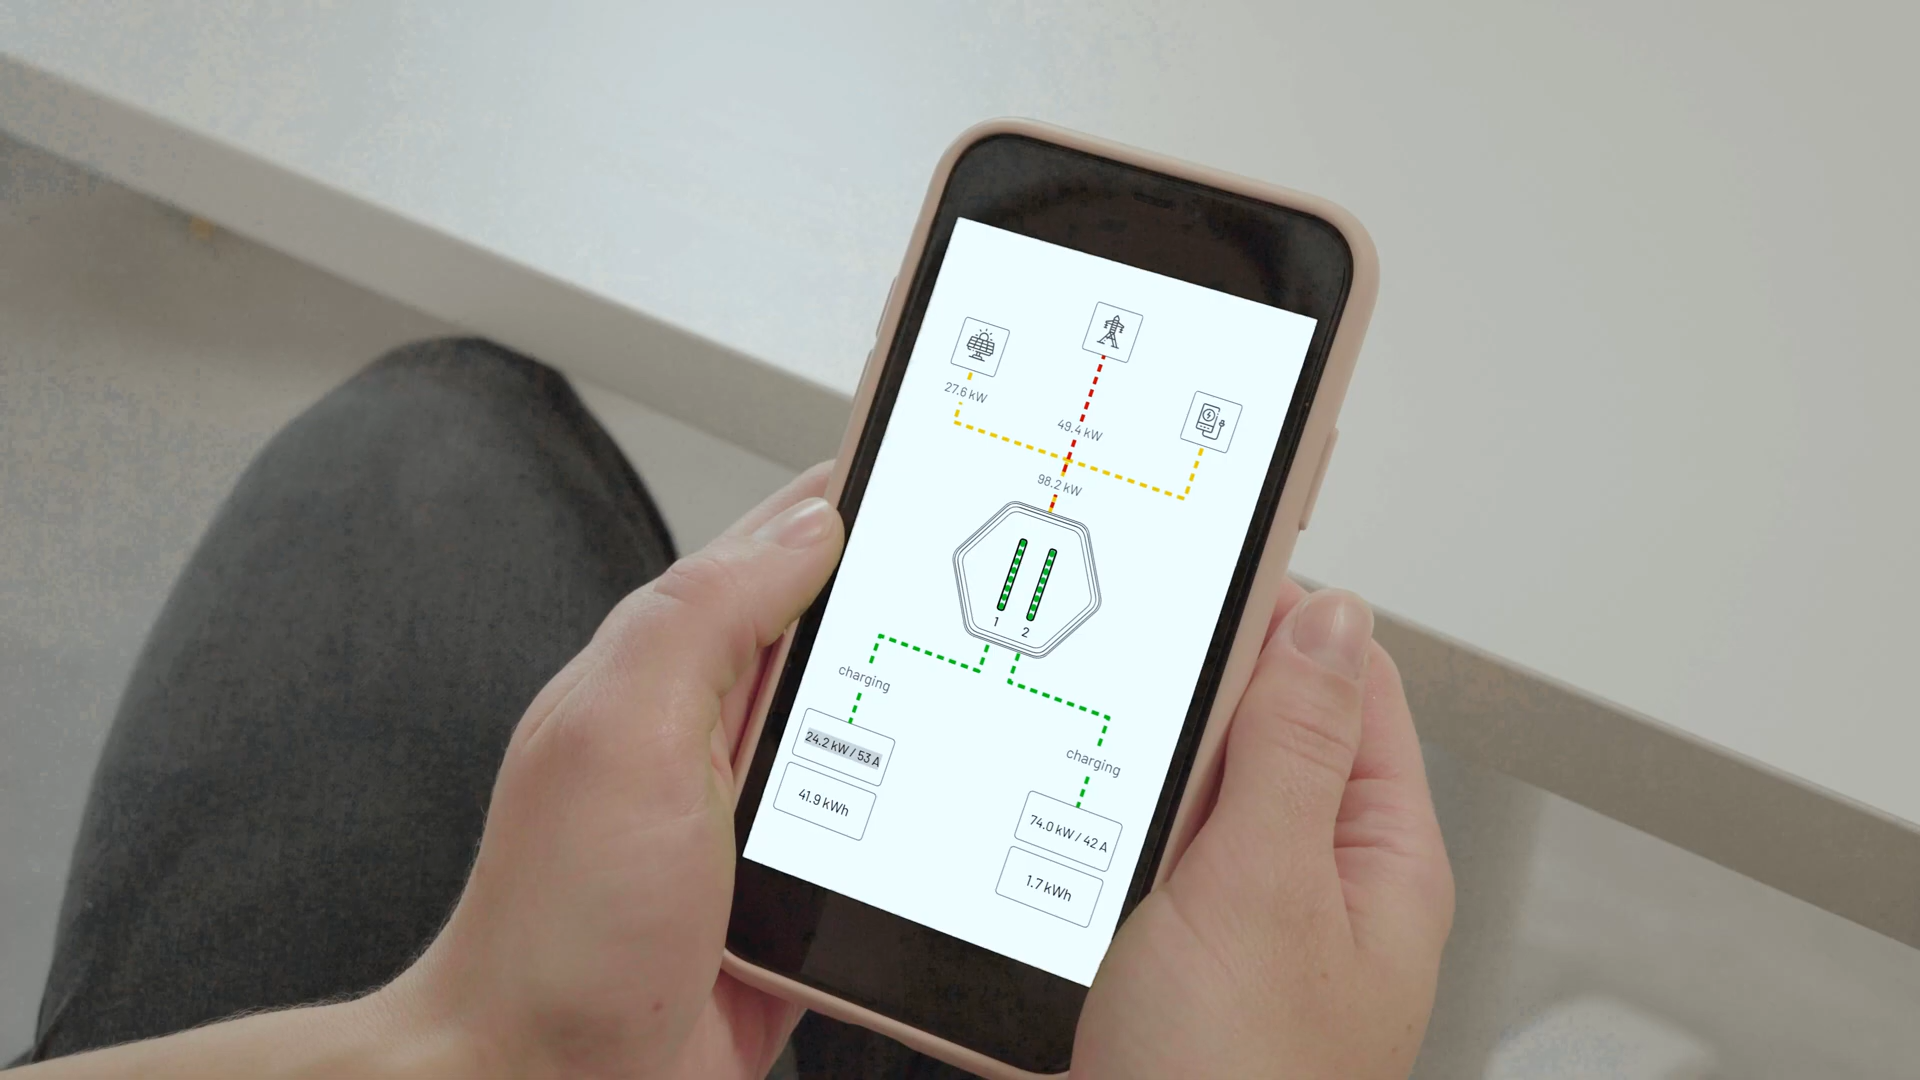 27.6 kW
49.4 kW
98.2 kW
1
2
charging
24.2 kW / 53 A
41.9 kWh
charging
74.0 kW / 42 A
1.7 kWh